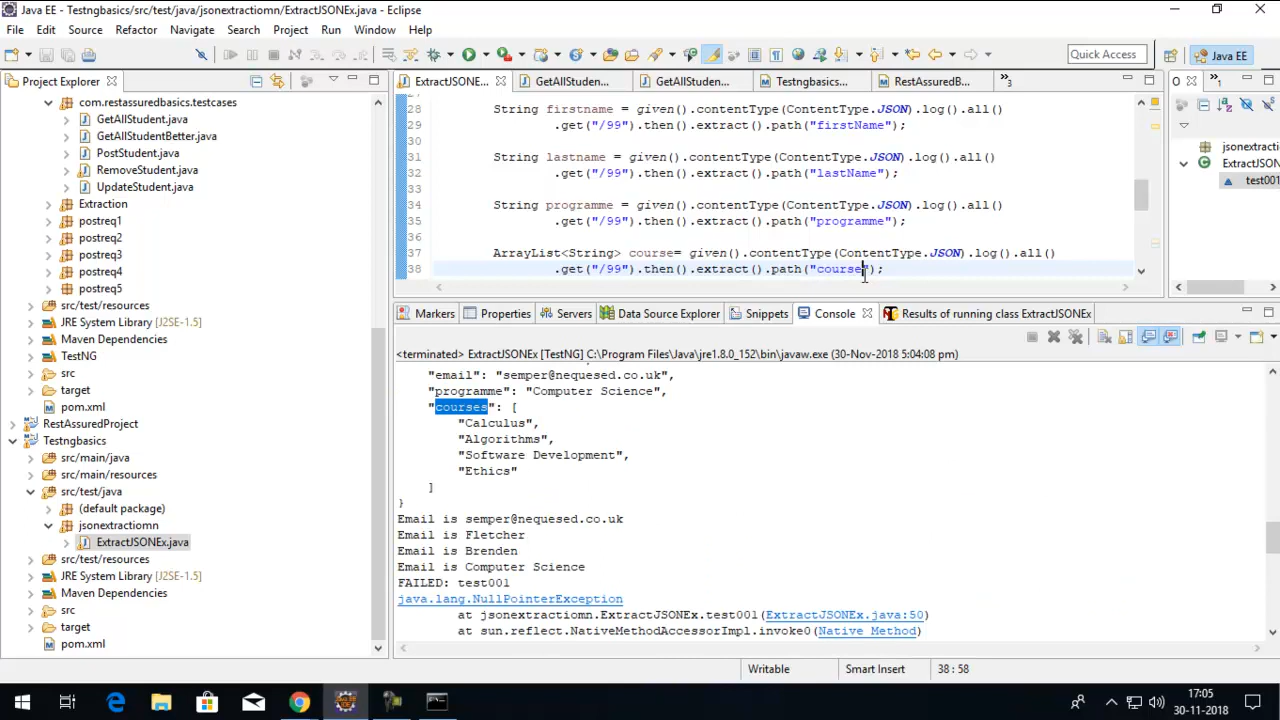 Java EE - Testngbasics/src/test/java/jsonextractiomn/ExtractJSONEx.java - Eclipse
File Edit Source Refactor Navigate Search Project Run Window Help
Quick Access
Java EE
Project Explorer
com.restassuredbasics.testcases
GetAllStudent.java
GetAllStudentBetter.java
PostStudent.java
RemoveStudent.java
UpdateStudent.java
Extraction
postreq1
postreq2
postreq3
postreq4
postreq5
src/test/resources
JRE System Library [J2SE-1.5]
Maven Dependencies
TestNG
src
target
pom.xml
RestAssuredProject
Testngbasics
src/main/java
src/main/resources
src/test/java
(default package)
jsonextractiomn
ExtractJSONEx.java
src/test/resources
JRE System Library [J2SE-1.5]
Maven Dependencies
src
target
pom.xml
ExtractJSONE... GetAllStuden... GetAllStuden... Testngbasics... RestAssuredB... »3
28 String firstname = given().contentType(ContentType.JSON).log().all()
29 .get("/99").then().extract().path("firstName");
30
31 String lastname = given().contentType(ContentType.JSON).log().all()
32 .get("/99").then().extract().path("lastName");
33
34 String programme = given().contentType(ContentType.JSON).log().all()
35 .get("/99").then().extract().path("programme");
36
37 ArrayList<String> course= given().contentType(ContentType.JSON).log().all()
38 .get("/99").then().extract().path("course");
O »1
jsonextractiom
ExtractJSONE
test001
Markers Properties Servers Data Source Explorer Snippets Console Results of running class ExtractJSONEx
<terminated> ExtractJSONEx [TestNG] C:\Program Files\Java\jre1.8.0_152\bin\javaw.exe (30-Nov-2018 5:04:08 pm)
"email": "semper@nequesed.co.uk",
"programme": "Computer Science",
"courses": [
"Calculus",
"Algorithms",
"Software Development",
"Ethics"
]
}
Email is semper@nequesed.co.uk
Email is Fletcher
Email is Brenden
Email is Computer Science
FAILED: test001
java.lang.NullPointerException
at jsonextractiomn.ExtractJSONEx.test001(ExtractJSONEx.java:50)
at sun.reflect.NativeMethodAccessorImpl.invoke0(Native Method)
Writable Smart Insert 38 : 58
17:05
30-11-2018